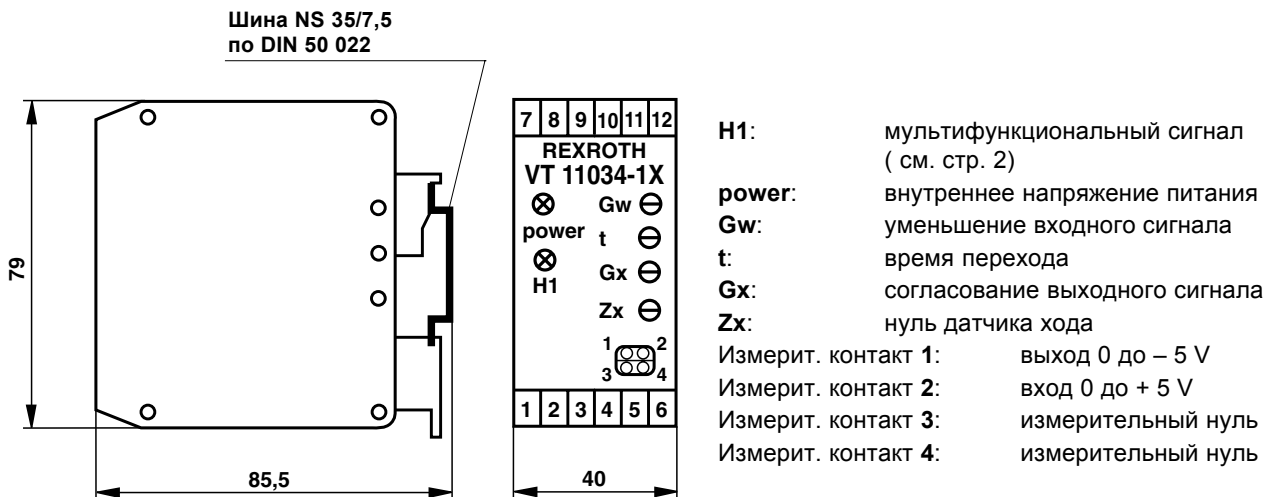 Шина NS 35/7,5
по DIN 50 022
79
85,5
7 8 9 10 11 12
REXROTH
VT 11034-1X
Gw
power
t
H1
Gx
Zx
1 2
3 4
1 2 3 4 5 6
40
H1: мультифункциональный сигнал
( см. стр. 2)
power: внутреннее напряжение питания
Gw: уменьшение входного сигнала
t: время перехода
Gx: согласование выходного сигнала
Zx: нуль датчика хода
Измерит. контакт 1: выход 0 до – 5 V
Измерит. контакт 2: вход 0 до + 5 V
Измерит. контакт 3: измерительный нуль
Измерит. контакт 4: измерительный нуль